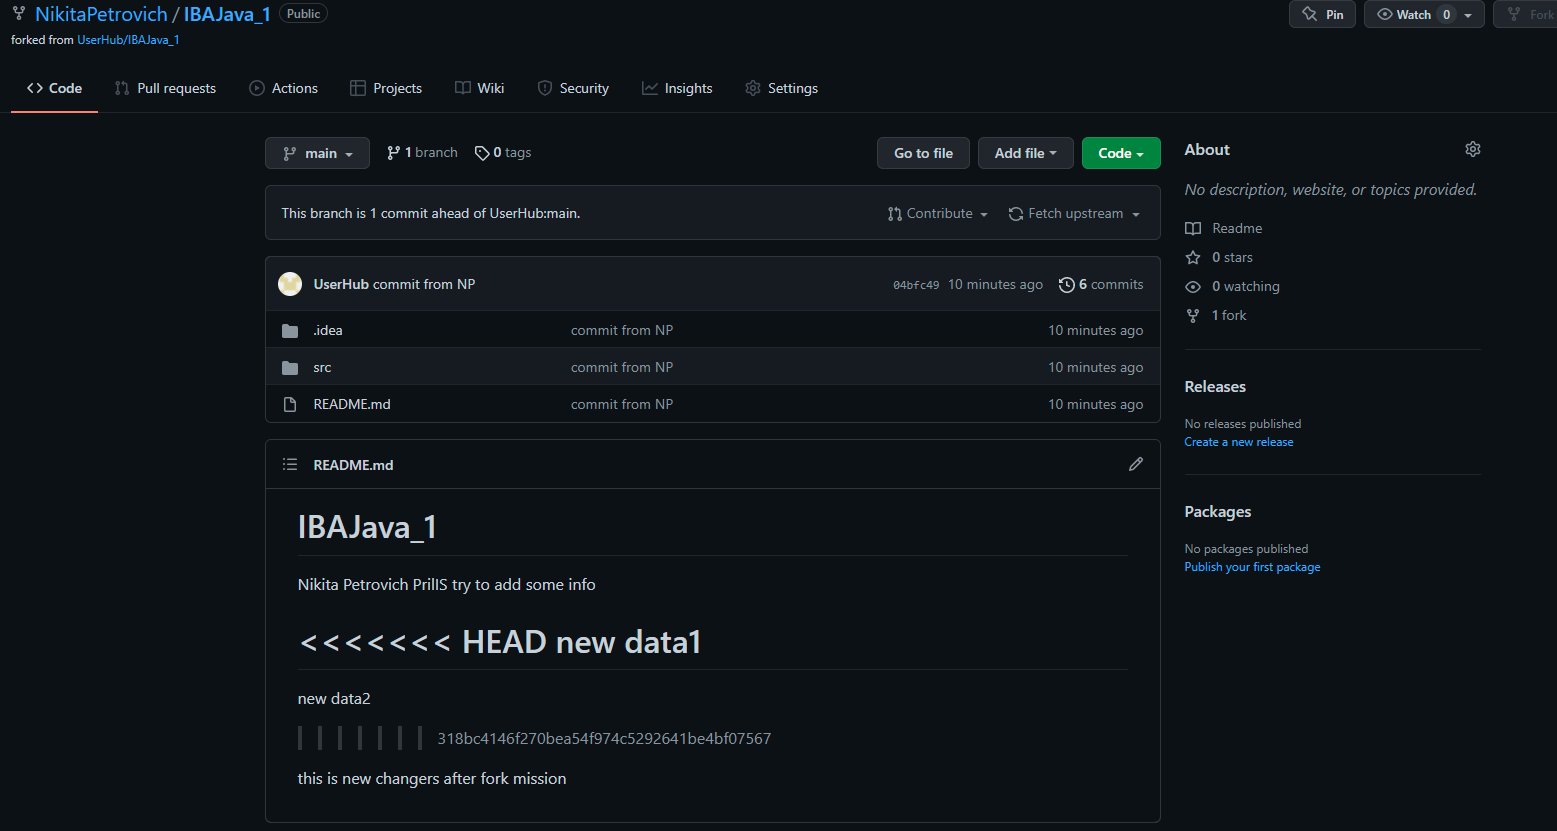 NikitaPetrovich / IBAJava_1 Public
Pin Watch 0 Fork
forked from UserHub/IBAJava_1
<> Code Pull requests Actions Projects Wiki Security Insights Settings
main 1 branch 0 tags Go to file Add file Code
This branch is 1 commit ahead of UserHub:main. Contribute Fetch upstream
UserHub commit from NP 04bfc49 10 minutes ago 6 commits
.idea commit from NP 10 minutes ago
src commit from NP 10 minutes ago
README.md commit from NP 10 minutes ago
README.md
IBAJava_1
Nikita Petrovich PrilIS try to add some info
<<<<<<< HEAD new data1
new data2
318bc4146f270bea54f974c5292641be4bf07567
this is new changers after fork mission
About
No description, website, or topics provided.
Readme
0 stars
0 watching
1 fork
Releases
No releases published
Create a new release
Packages
No packages published
Publish your first package